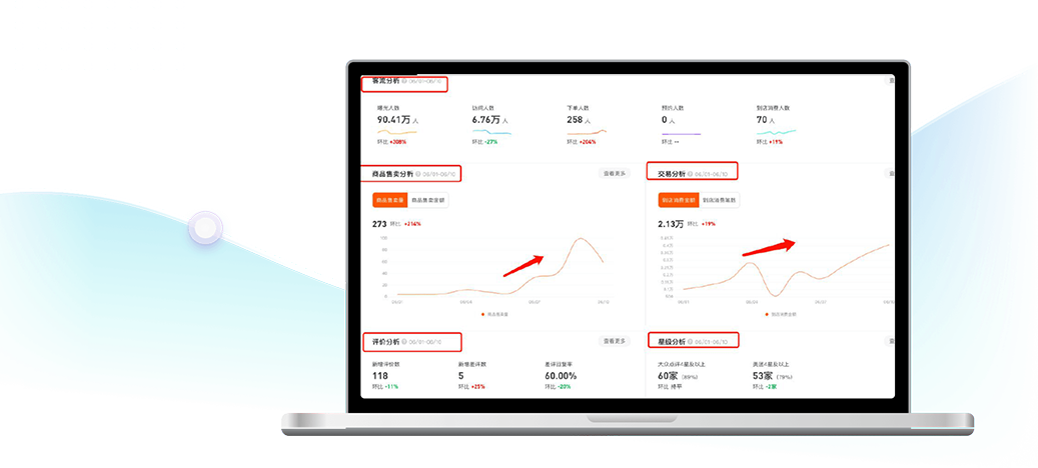 客流分析 06/01-06/10
曝光人数 访问人数 下单人数 预约人数 到店消费人数
90.41万人 6.76万人 258人 0人 70人
环比 +308% 环比 -27% 环比 +206% 环比 -- 环比 +19%
商品售卖分析 06/01-06/10 查看更多
交易分析 06/01-06/10
商品售卖量 商品售卖金额
到店消费金额 到店消费笔数
273 环比 +216%
2.13万 环比 +19%
100
80
60
40
20
0
06/01 06/04 06/07 06/10
06/01 06/07
商品售卖量
到店消费金额
评价分析 06/01-06/10 查看更多
星级分析 06/01-06/10
新增评价数 新增差评数 差评回复率
118 5 60.00%
环比 -11% 环比 +25% 环比 -20%
大众点评4星及以上 美团4星及以上
60家 53家
环比 持平 环比 -2家